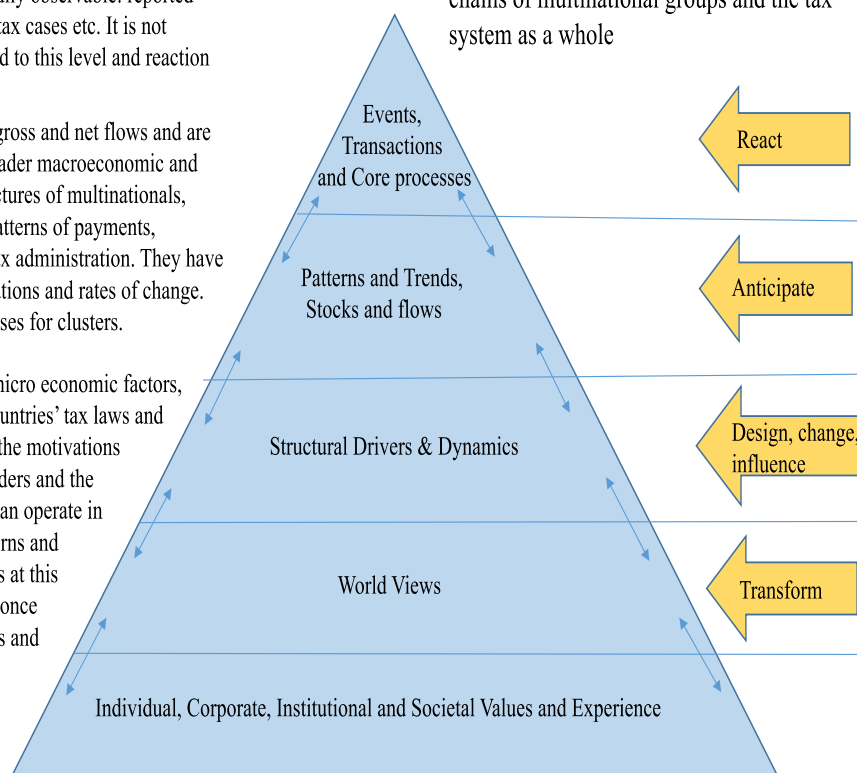 observable: reported
tax cases etc. It is not
d to this level and reaction
gross and net flows and are
ader macroeconomic and
ctures of multinationals,
atterns of payments,
x administration. They have
tions and rates of change.
ses for clusters.
micro economic factors,
untries’ tax laws and
the motivations
ders and the
an operate in
rns and
s at this
once
s and
chains of multinational groups and the tax
system as a whole
Events,
Transactions
and Core processes
Patterns and Trends,
Stocks and flows
Structural Drivers & Dynamics
World Views
Individual, Corporate, Institutional and Societal Values and Experience
React
Anticipate
Design, change,
influence
Transform